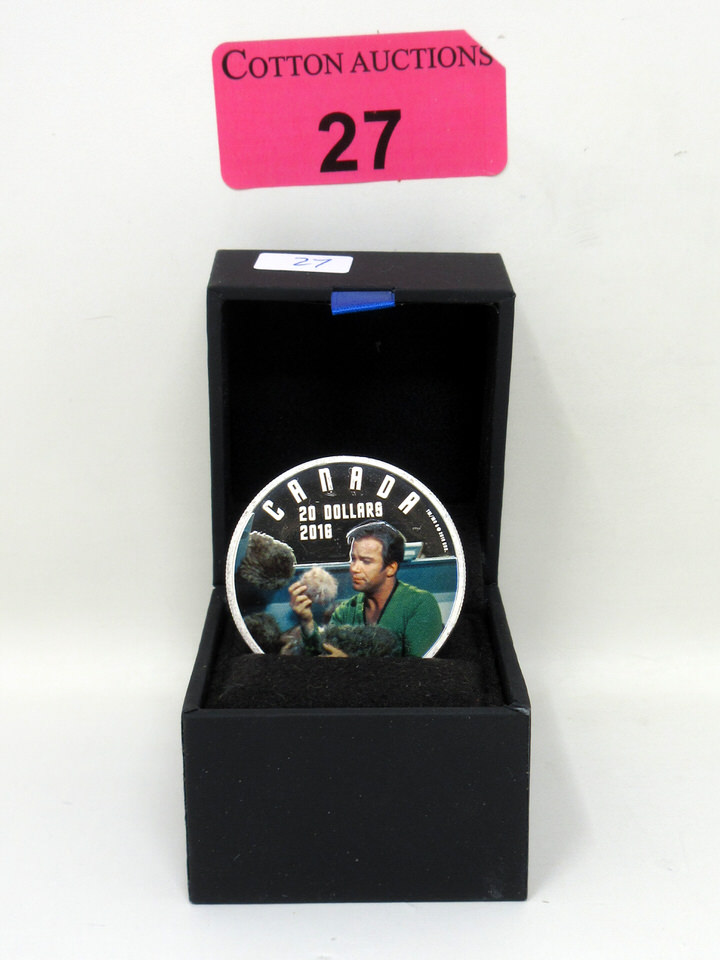 COTTON AUCTIONS
27
27
CANADA
20 DOLLARS
2016